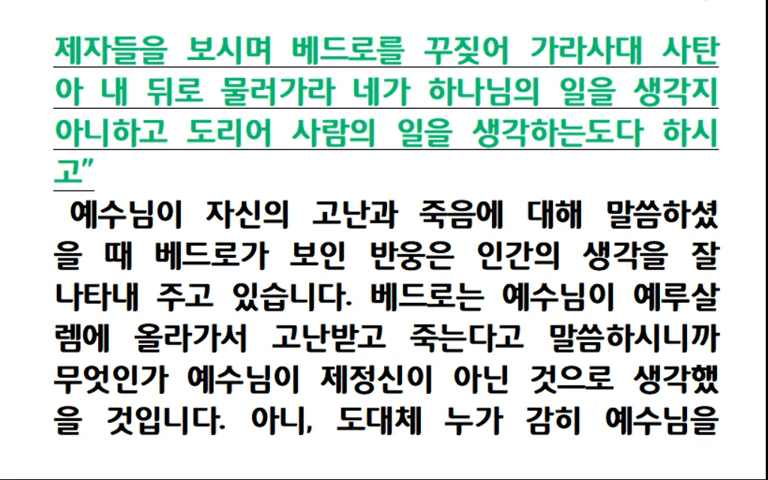 제자들을 보시며 베드로를 꾸짖어 가라사대 사탄
아 내 뒤로 물러가라 네가 하나님의 일을 생각지
아니하고 도리어 사람의 일을 생각하는도다 하시
고”
예수님이 자신의 고난과 죽음에 대해 말씀하셨
을 때 베드로가 보인 반웅은 인간의 생각을 잘
나타내 주고 있습니다. 베드로는 예수님이 예루살
렘에 올라가서 고난받고 죽는다고 말씀하시니까
무엇인가 예수님이 제정신이 아닌 것으로 생각했
을 것입니다. 아니, 도대체 누가 감히 예수님을